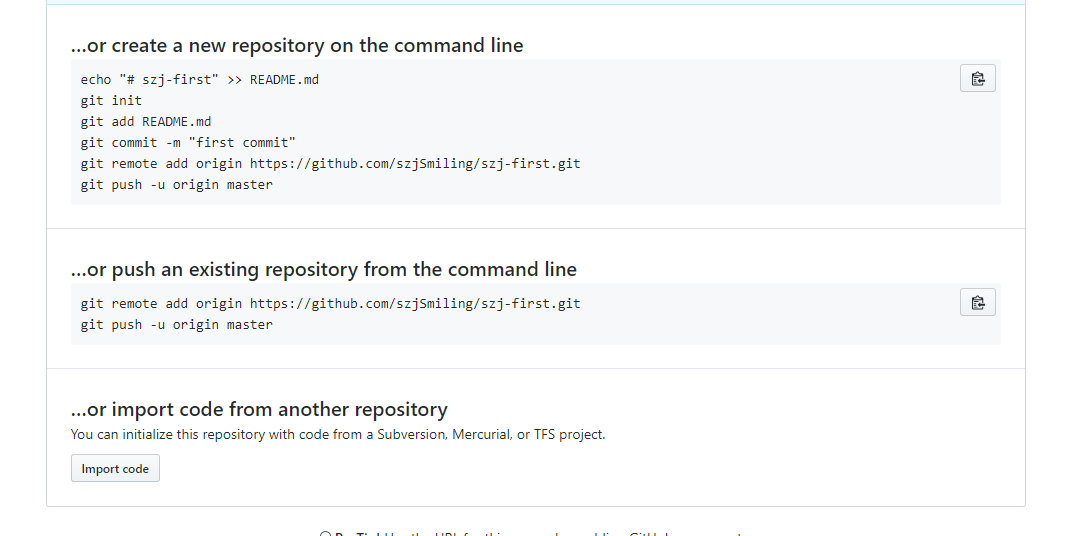 …or create a new repository on the command line
echo "# szj-first" >> README.md
git init
git add README.md
git commit -m "first commit"
git remote add origin https://github.com/szjSmiling/szj-first.git
git push -u origin master
…or push an existing repository from the command line
git remote add origin https://github.com/szjSmiling/szj-first.git
git push -u origin master
…or import code from another repository
You can initialize this repository with code from a Subversion, Mercurial, or TFS project.
Import code